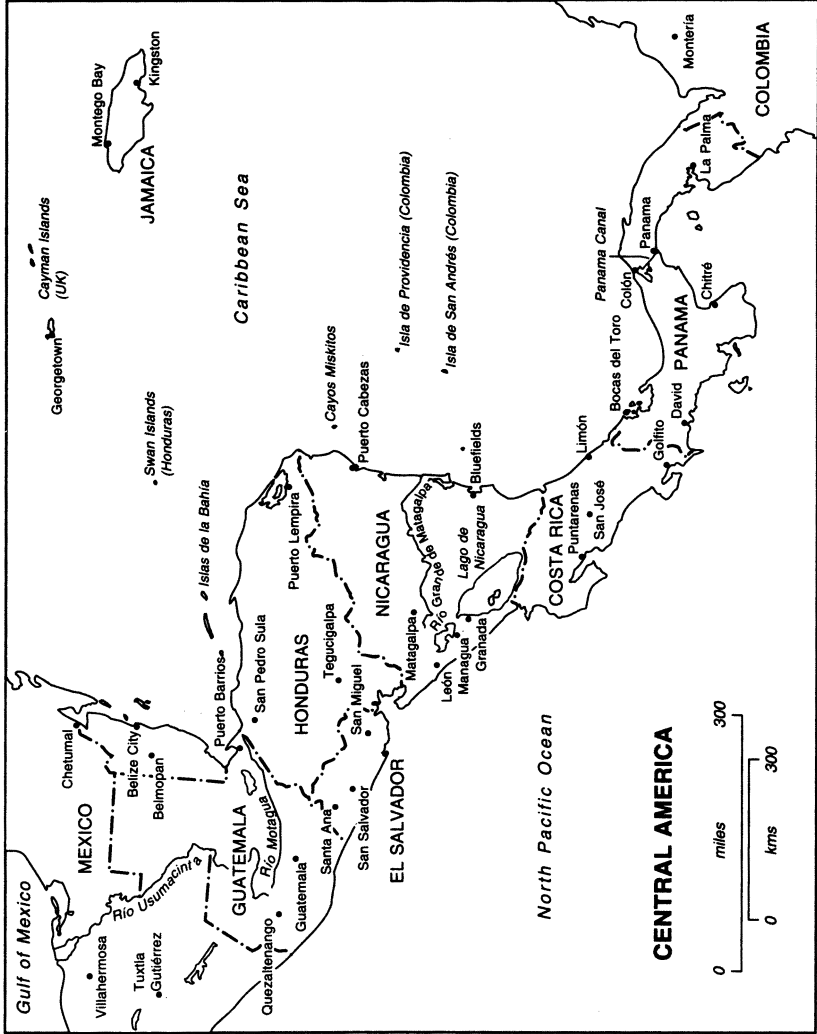 Gulf of Mexico
Villahermosa
Tuxtla
Gutiérrez
MEXICO
Río Usumacinta
Chetumal
Belize City
Belmopan
GUATEMALA
Río Motagua
Quezaltenango
Guatemala
Puerto Barrios
Santa Ana
San Salvador
EL SALVADOR
San Miguel
San Pedro Sula
HONDURAS
Tegucigalpa
Islas de la Bahía
Puerto Lempira
Swan Islands
(Honduras)
Georgetown
Cayman Islands
(UK)
Montego Bay
Kingston
JAMAICA
Caribbean Sea
Cayos Miskitos
Puerto Cabezas
NICARAGUA
Río Grande de Matagalpa
Matagalpa
León
Managua
Granada
Lago de
Nicaragua
Bluefields
Isla de Providencia (Colombia)
Isla de San Andrés (Colombia)
COSTA RICA
Puntarenas
San José
Limón
Golfito
Bocas del Toro
David
PANAMA
Panama Canal
Colón
Panama
Chitré
La Palma
Montería
COLOMBIA
North Pacific Ocean
CENTRAL AMERICA
0 miles 300
0 kms 300